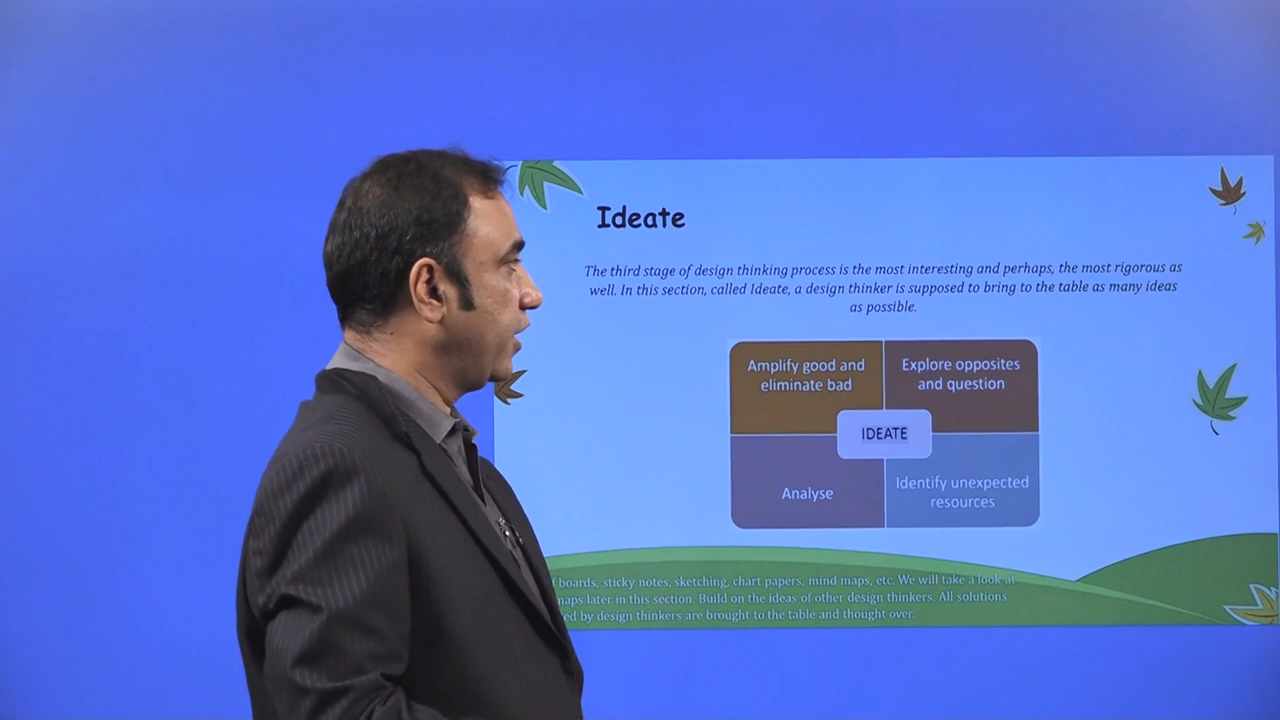 Ideate
The third stage of design thinking process is the most interesting and perhaps, the most rigorous as
well. In this section, called Ideate, a design thinker is supposed to bring to the table as many ideas
as possible.
Amplify good and
eliminate bad
Explore opposites
and question
IDEATE
Analyse
Identify unexpected
resources
boards, sticky notes, sketching, chart papers, mind maps, etc. We will take a look at
later in this section. Build on the ideas of other design thinkers. All solutions
by design thinkers are brought to the table and thought over.